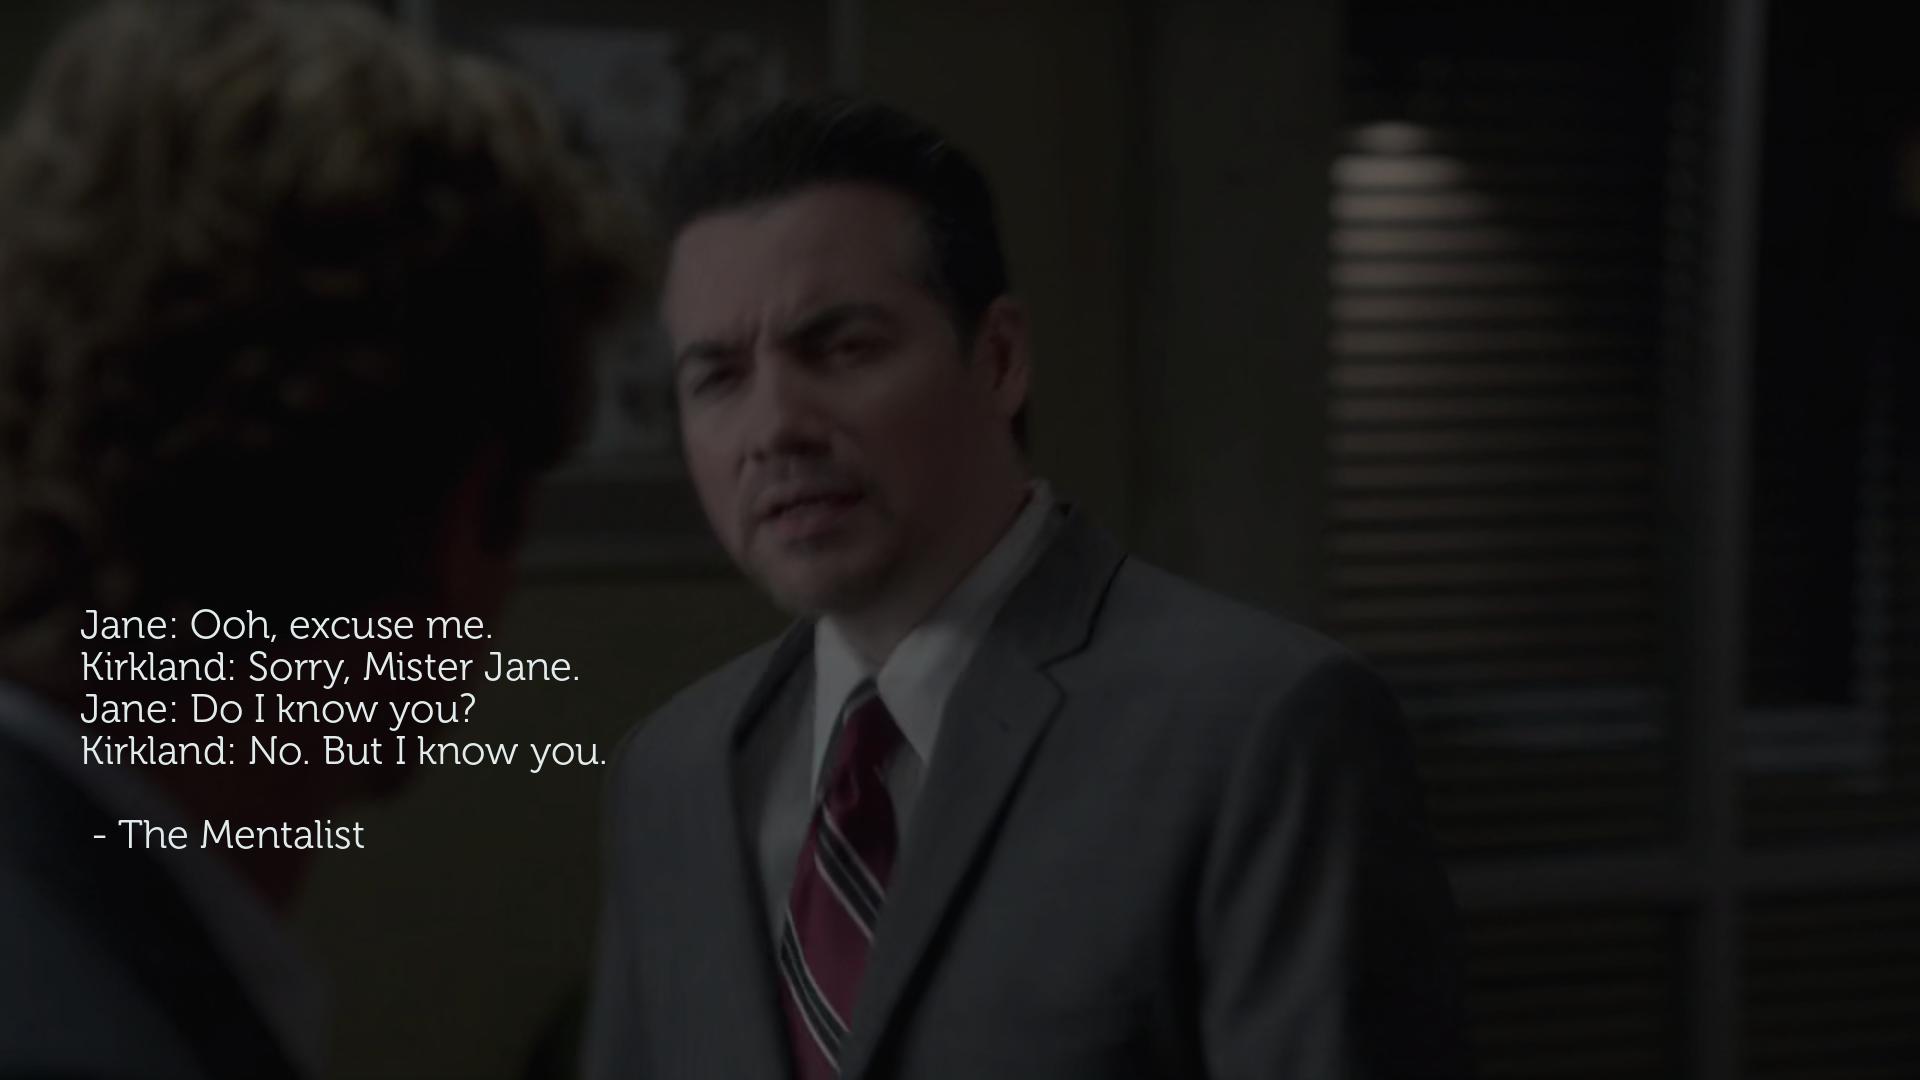 Jane: Ooh, excuse me.
Kirkland: Sorry, Mister Jane.
Jane: Do I know you?
Kirkland: No. But I know you.
- The Mentalist